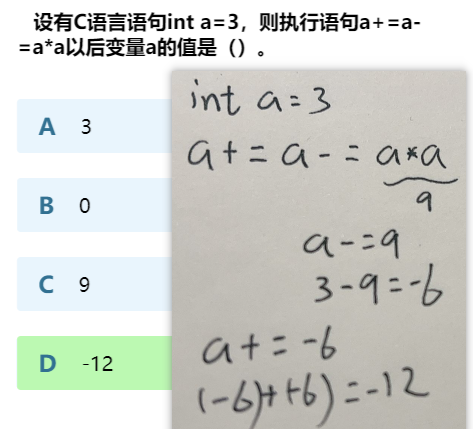 设有C语言语句int a=3，则执行语句a+=a-
=a*a以后变量a的值是（）。
A 3
B 0
C 9
D -12
int a=3
a+=a-=a*a
9
a-=9
3-9=-6
a+=-6
(-6)+(-6)=-12